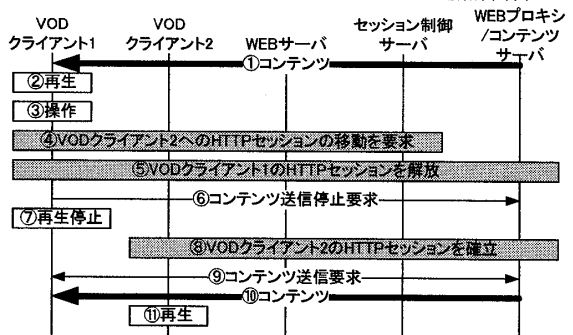 VOD
クライアント1
VOD
クライアント2
WEBサーバ
セッション制御
サーバ
WEBプロキシ
/コンテンツ
サーバ
①コンテンツ
②再生
③操作
④VODクライアント2へのHTTPセッションの移動を要求
⑤VODクライアント1のHTTPセッションを解放
⑥コンテンツ送信停止要求
⑦再生停止
⑧VODクライアント2のHTTPセッションを確立
⑨コンテンツ送信要求
⑩コンテンツ
⑪再生